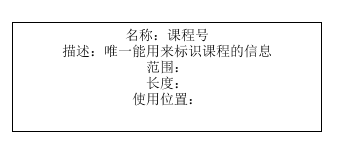 名称：课程号
描述：唯一能用来标识课程的信息
范围：
长度：
使用位置：